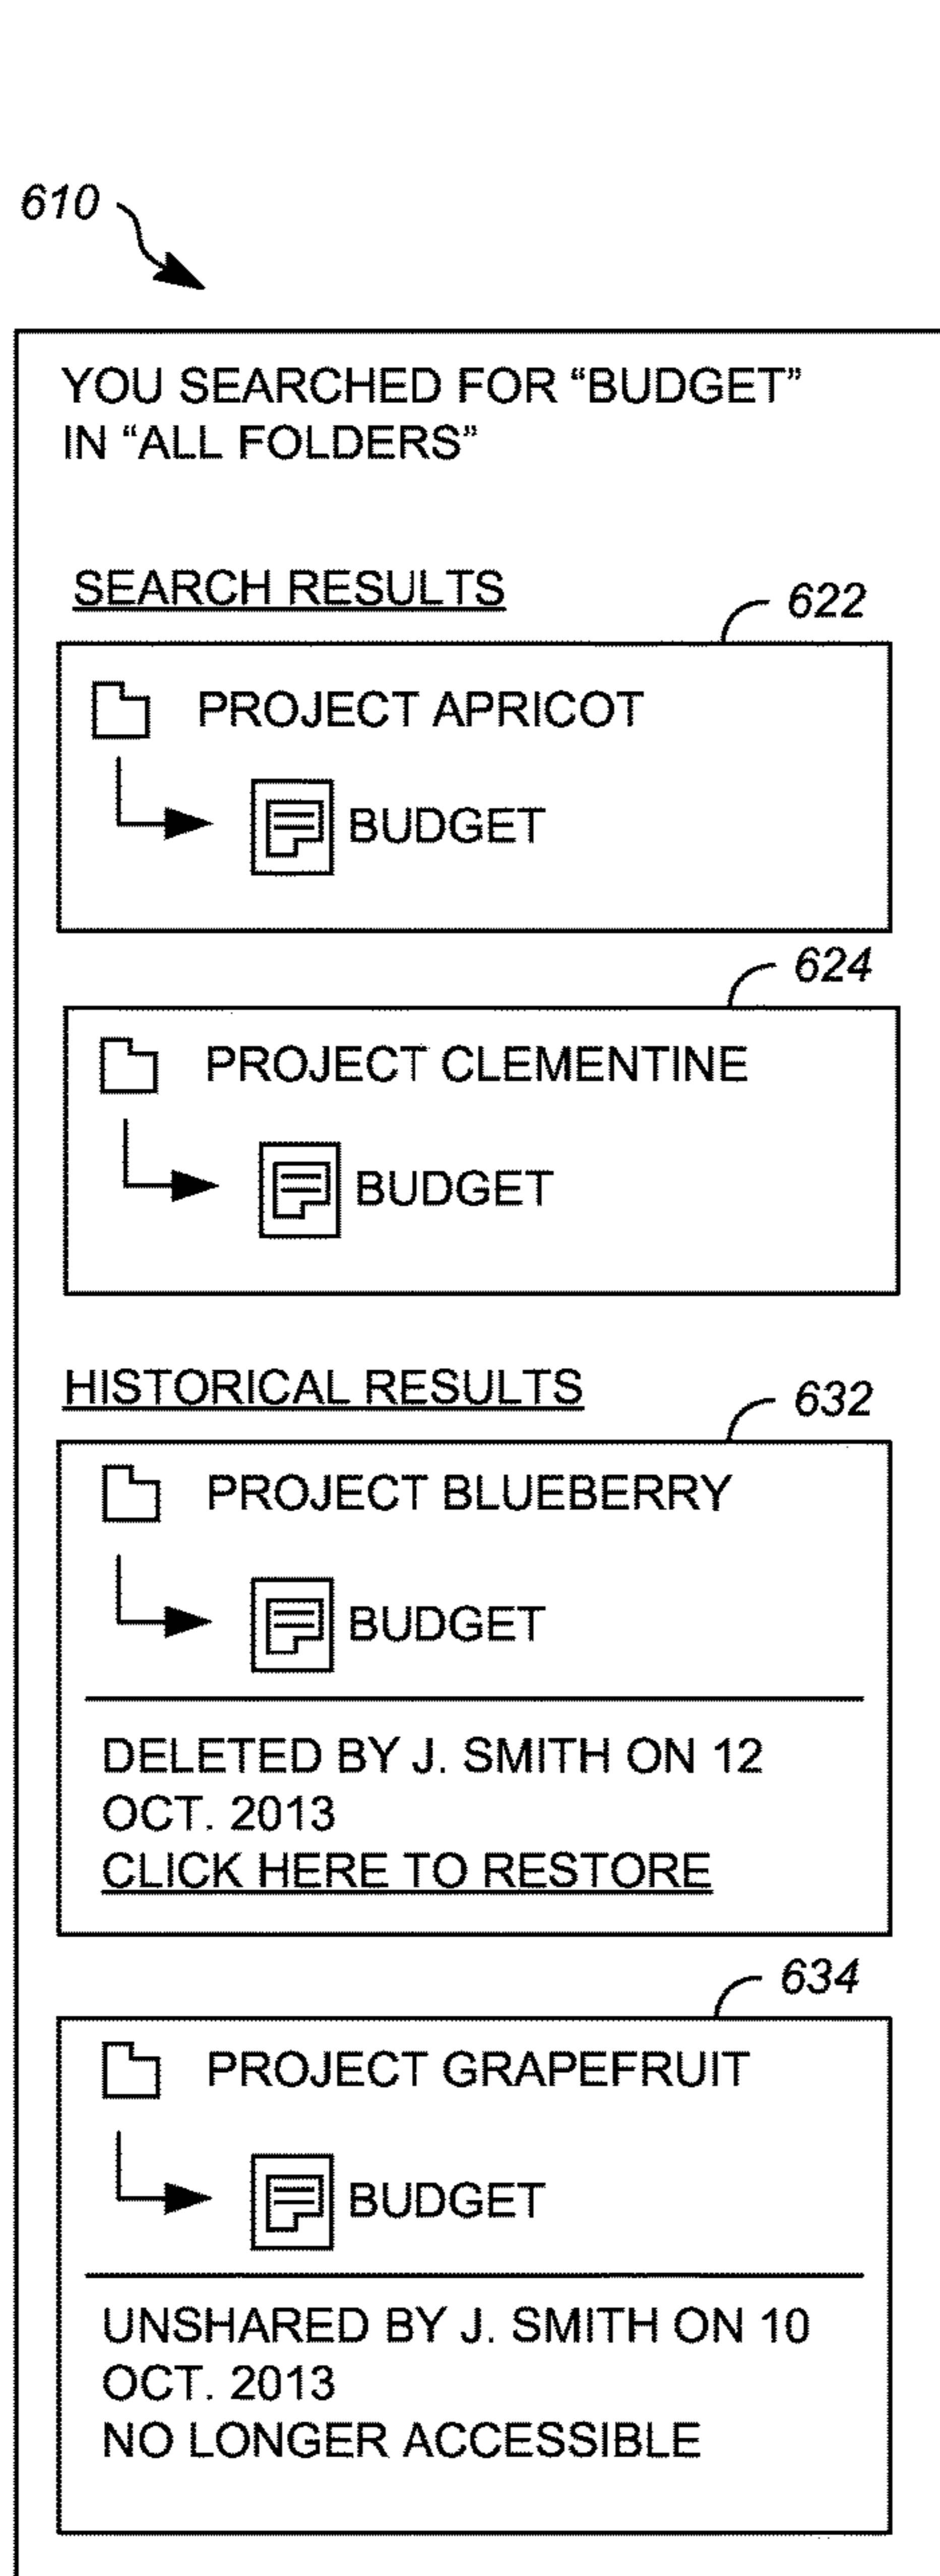 610
YOU SEARCHED FOR “BUDGET”
IN “ALL FOLDERS”
SEARCH RESULTS
622
PROJECT APRICOT
BUDGET
624
PROJECT CLEMENTINE
BUDGET
HISTORICAL RESULTS
632
PROJECT BLUEBERRY
BUDGET
DELETED BY J. SMITH ON 12
OCT. 2013
CLICK HERE TO RESTORE
634
PROJECT GRAPEFRUIT
BUDGET
UNSHARED BY J. SMITH ON 10
OCT. 2013
NO LONGER ACCESSIBLE